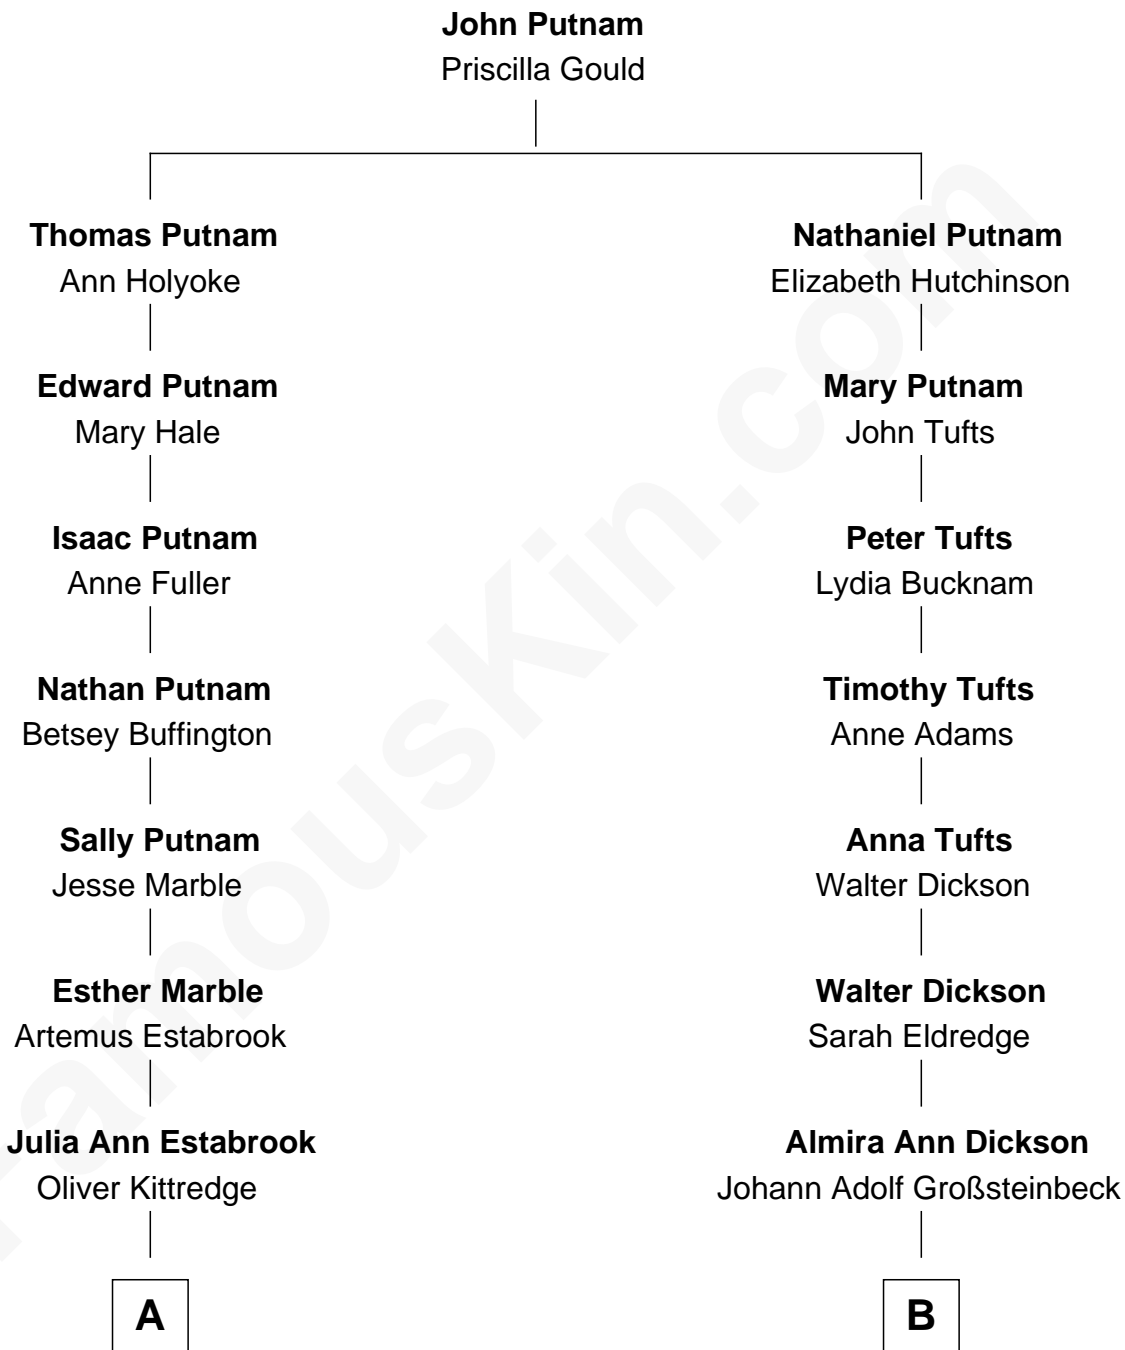 John Putnam
Priscilla Gould
Thomas Putnam
Ann Holyoke
Edward Putnam
Mary Hale
Isaac Putnam
Anne Fuller
Nathan Putnam
Betsey Buffington
Sally Putnam
Jesse Marble
Esther Marble
Artemus Estabrook
Julia Ann Estabrook
Oliver Kittredge
A
Nathaniel Putnam
Elizabeth Hutchinson
Mary Putnam
John Tufts
Peter Tufts
Lydia Bucknam
Timothy Tufts
Anne Adams
Anna Tufts
Walter Dickson
Walter Dickson
Sarah Eldredge
Almira Ann Dickson
Johann Adolf Großsteinbeck
B
FamousKin.com